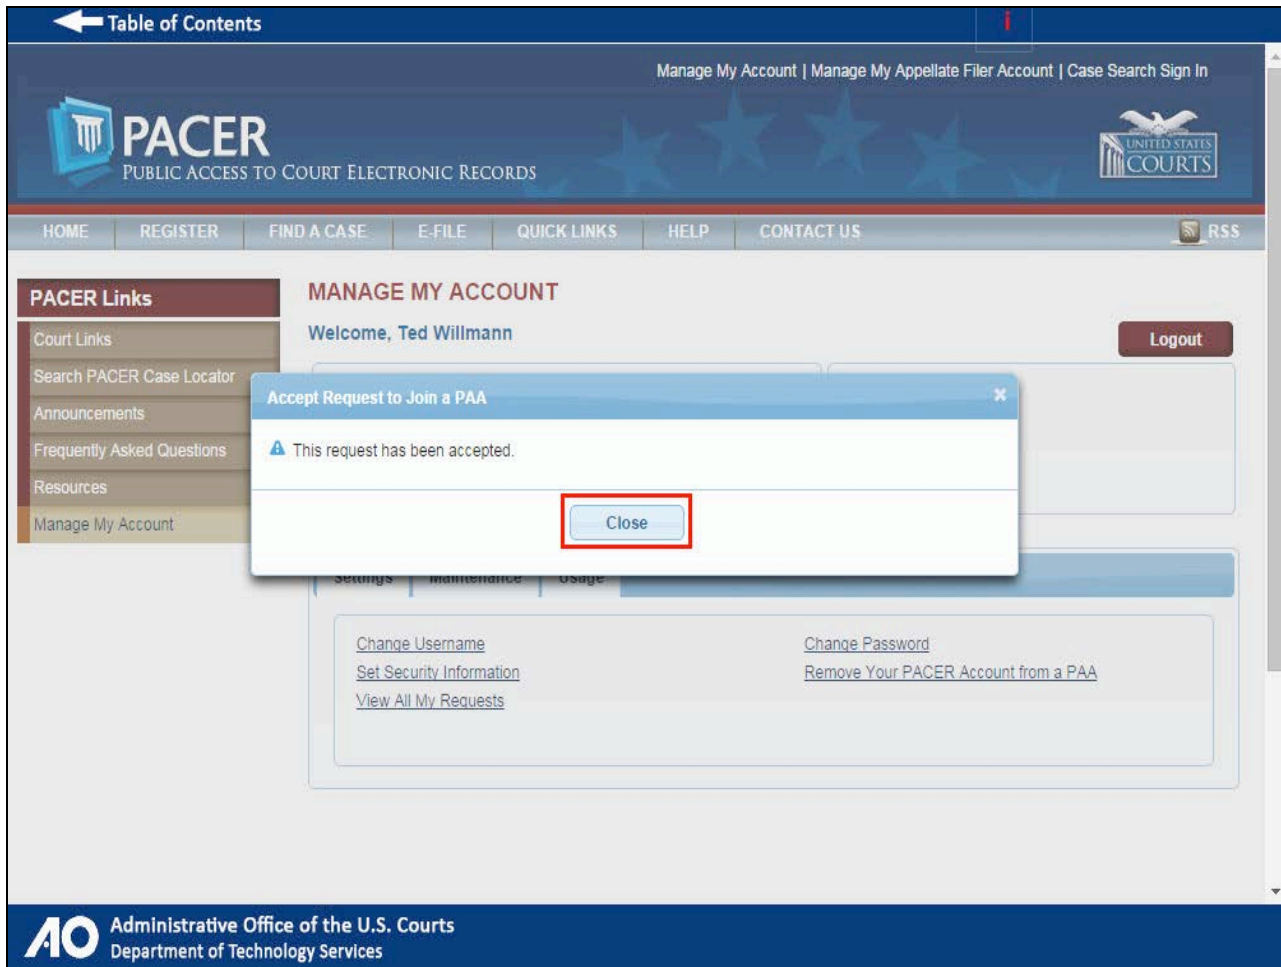 Table of Contents
i
Manage My Account | Manage My Appellate Filer Account | Case Search Sign In
PACER
PUBLIC ACCESS TO COURT ELECTRONIC RECORDS
UNITED STATES
COURTS
HOME REGISTER FIND A CASE E-FILE QUICK LINKS HELP CONTACT US RSS
PACER Links
Court Links
Search PACER Case Locator
Announcements
Frequently Asked Questions
Resources
Manage My Account
MANAGE MY ACCOUNT
Welcome, Ted Willmann
Logout
Accept Request to Join a PAA
This request has been accepted.
Close
Settings Maintenance Usage
Change Username Change Password
Set Security Information Remove Your PACER Account from a PAA
View All My Requests
AO
Administrative Office of the U.S. Courts
Department of Technology Services